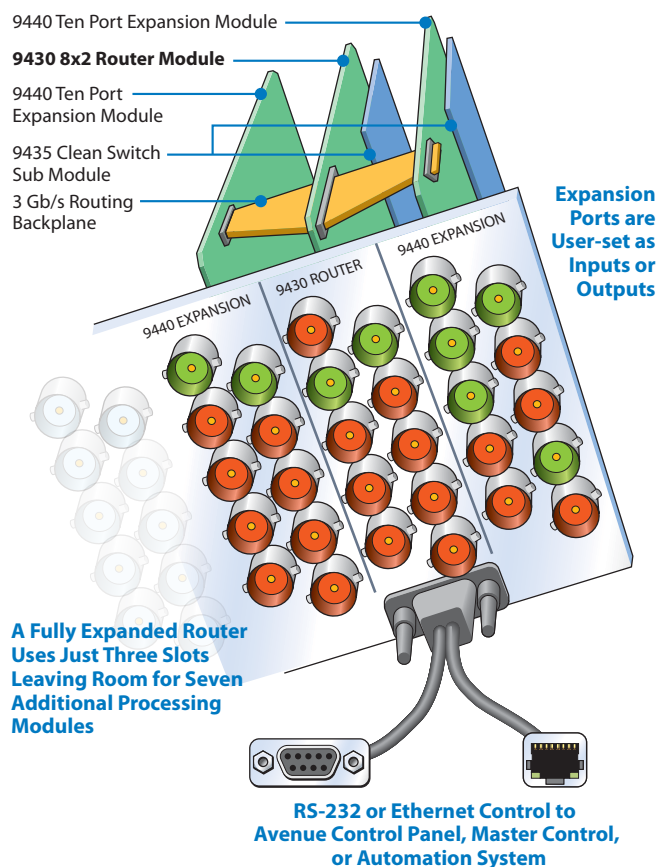 9440 Ten Port Expansion Module
9430 8x2 Router Module
9440 Ten Port
Expansion Module
9435 Clean Switch
Sub Module
3 Gb/s Routing
Backplane
Expansion
Ports are
User-set as
Inputs or
Outputs
9440 EXPANSION
9430 ROUTER
9440 EXPANSION
A Fully Expanded Router
Uses Just Three Slots
Leaving Room for Seven
Additional Processing
Modules
RS-232 or Ethernet Control to
Avenue Control Panel, Master Control,
or Automation System